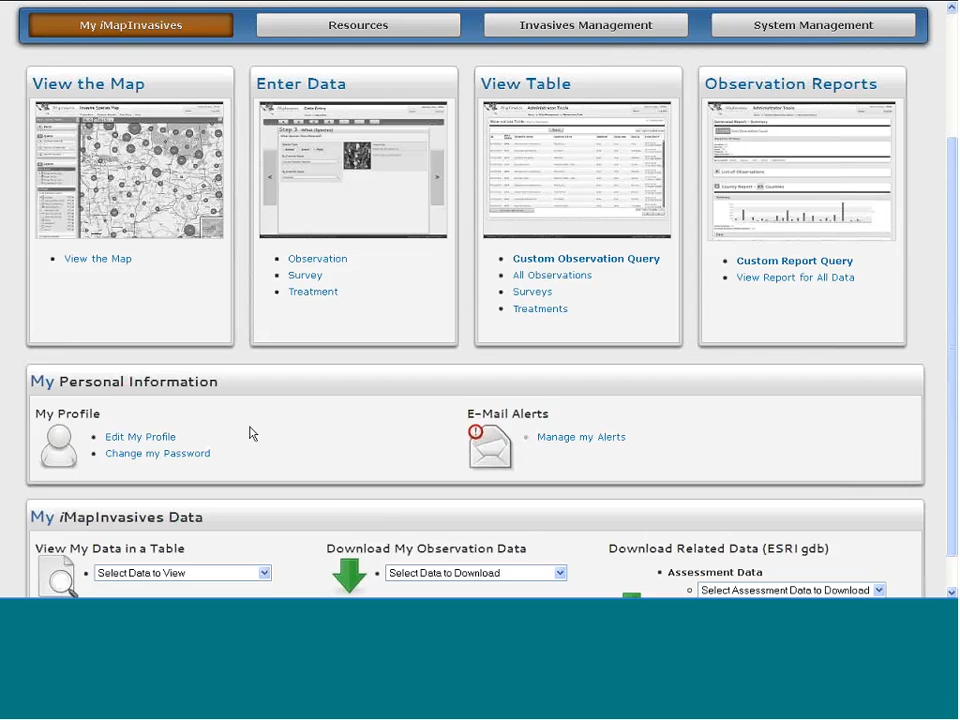 My iMapInvasives
Resources
Invasives Management
System Management
View the Map
Enter Data
View Table
Observation Reports
View the Map
Observation
Survey
Treatment
Custom Observation Query
All Observations
Surveys
Treatments
Custom Report Query
View Report for All Data
My Personal Information
My Profile
Edit My Profile
Change my Password
E-Mail Alerts
Manage my Alerts
My iMapInvasives Data
View My Data in a Table
Select Data to View
Download My Observation Data
Select Data to Download
Download Related Data (ESRI gdb)
Assessment Data
Select Assessment Data to Download